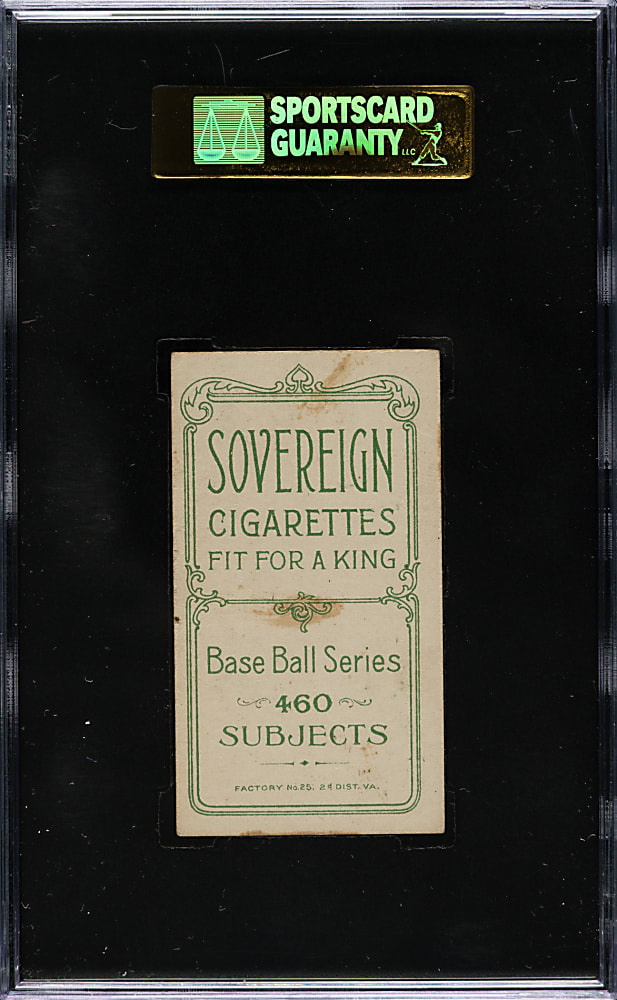 SPORTSCARD
GUARANTY LLC
SOVEREIGN
CIGARETTES
FIT FOR A KING
Base Ball Series
460
SUBJECTS
FACTORY No. 25, 2d DIST. VA.